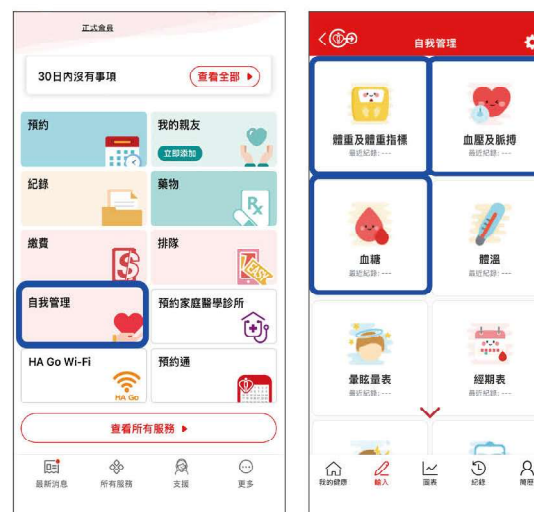 正式會員
30日內沒有事項
查看全部
預約
我的親友
立即添加
紀錄
藥物
Rx
繳費
排隊
EASY
自我管理
預約家庭醫學診所
HA Go Wi-Fi
HA Go
預約通
查看所有服務
最新消息
所有服務
支援
更多
自我管理
體重及體重指標
最近紀錄: ---
血壓及脈搏
最近紀錄: ---
血糖
最近紀錄: ---
體溫
最近紀錄: ---
暈眩量表
最近紀錄: ---
經期表
最近紀錄: ---
我的健康
輸入
圖表
紀錄
簡歷